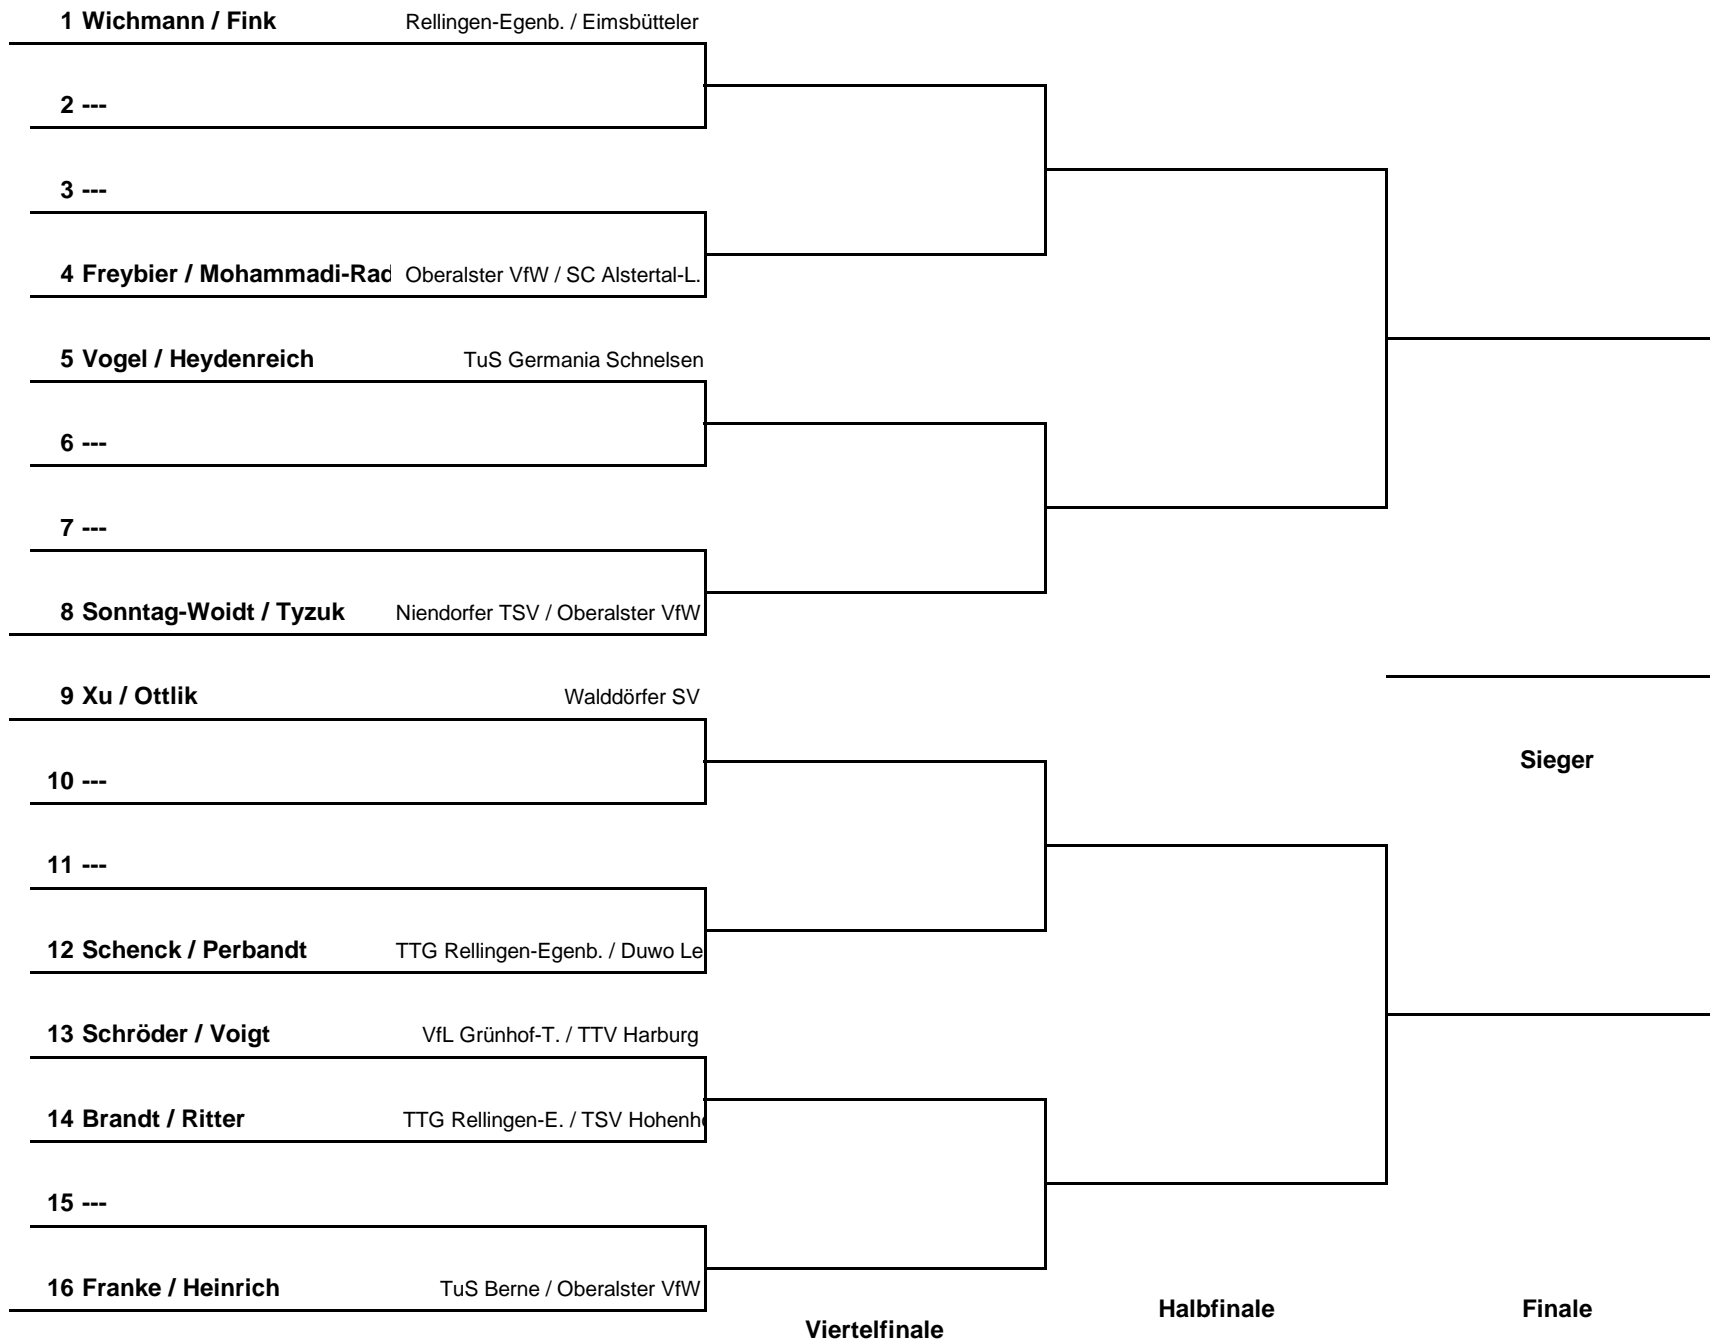 1 Wichmann / Fink Rellingen-Egenb. / Eimsbütteler
2 ---
3 ---
4 Freybier / Mohammadi-Rad Oberalster VfW / SC Alstertal-L.
5 Vogel / Heydenreich TuS Germania Schnelsen
6 ---
7 ---
8 Sonntag-Woidt / Tyzuk Niendorfer TSV / Oberalster VfW
9 Xu / Ottlik Walddörfer SV
Sieger
10 ---
11 ---
12 Schenck / Perbandt TTG Rellingen-Egenb. / Duwo Le
13 Schröder / Voigt VfL Grünhof-T. / TTV Harburg
14 Brandt / Ritter TTG Rellingen-E. / TSV Hohenh
15 ---
16 Franke / Heinrich TuS Berne / Oberalster VfW
Viertelfinale Halbfinale Finale